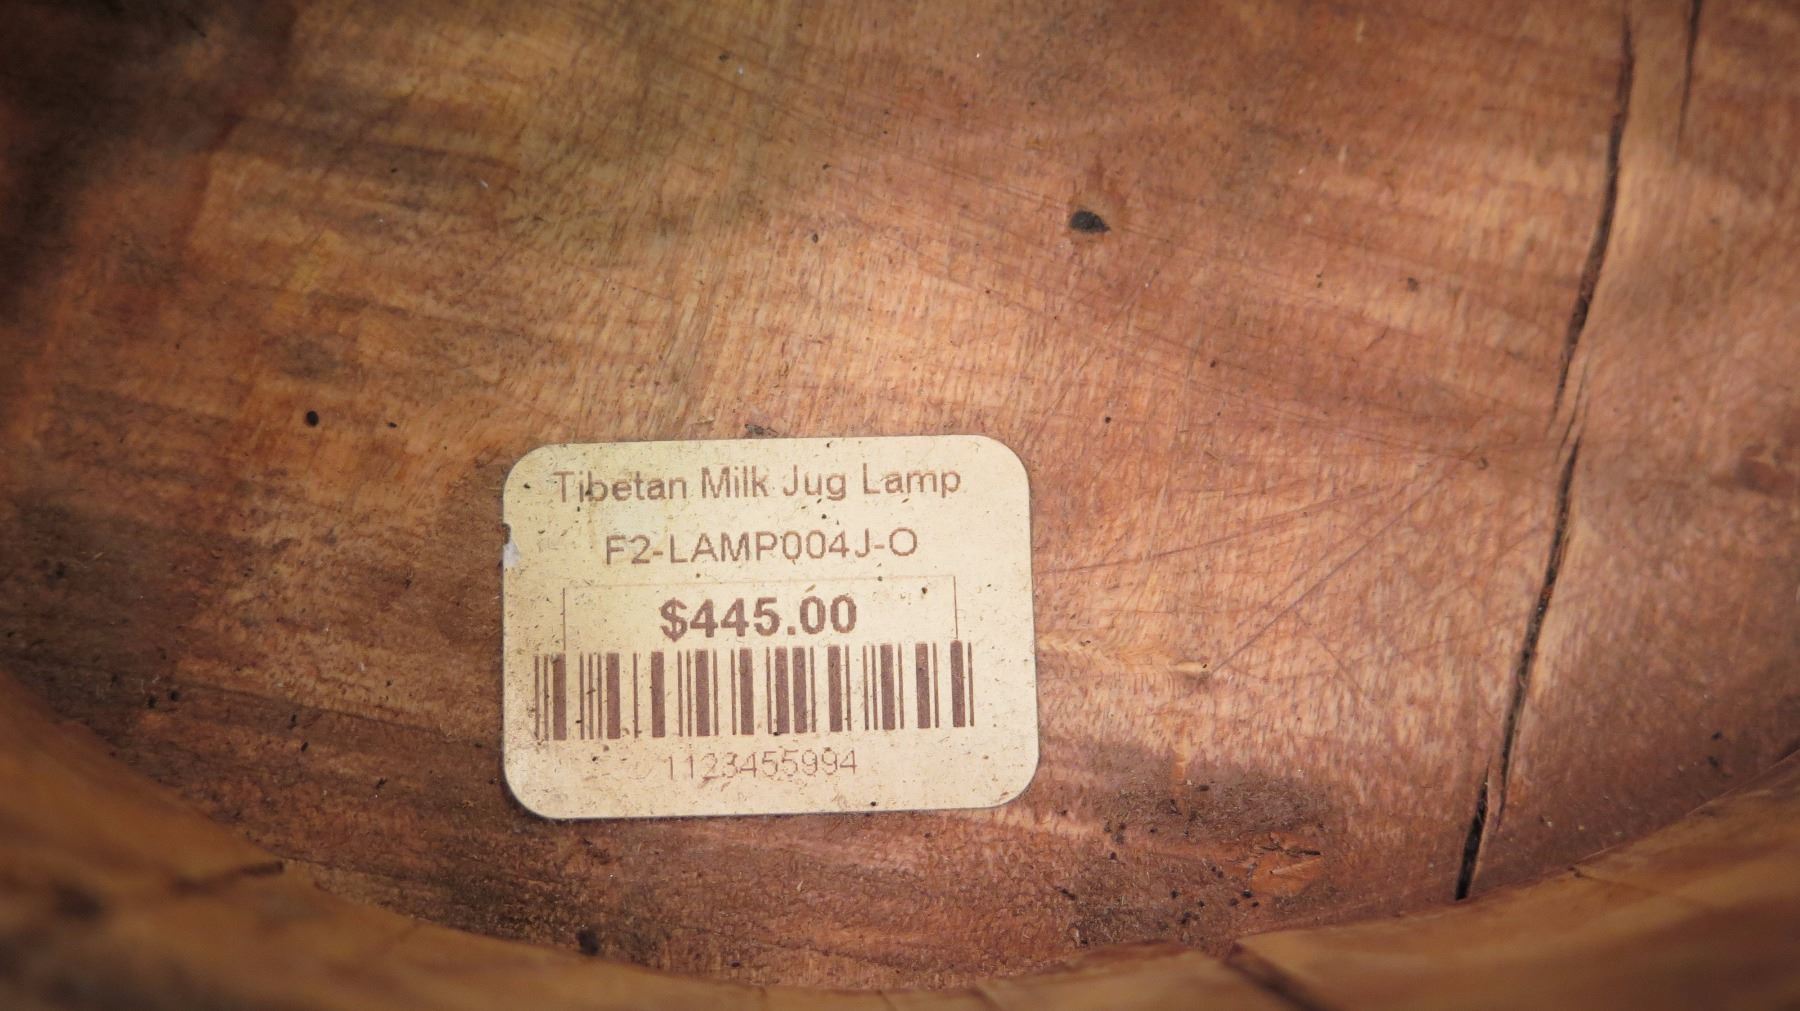 Tibetan Milk Jug Lamp
F2-LAMP004J-O
$445.00
1123455994